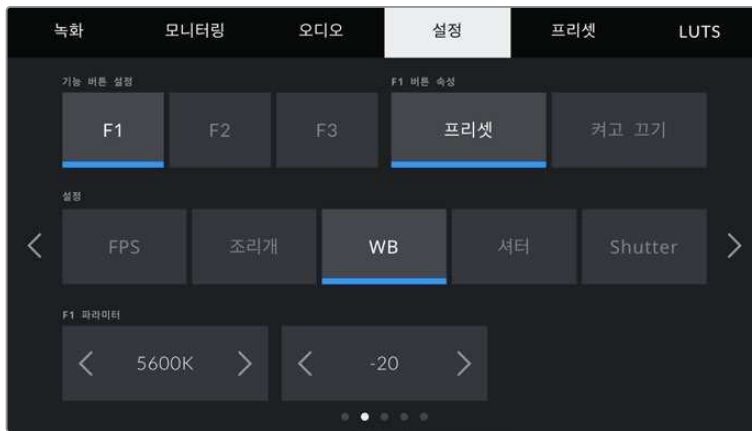 녹화 모니터링 오디오 설정 프리셋 LUTS
기능 버튼 설정 F1 버튼 속성
F1 F2 F3 프리셋 켜고 끄기
설정
FPS 조리개 WB 셔터 Shutter
F1 파라미터
5600K -20